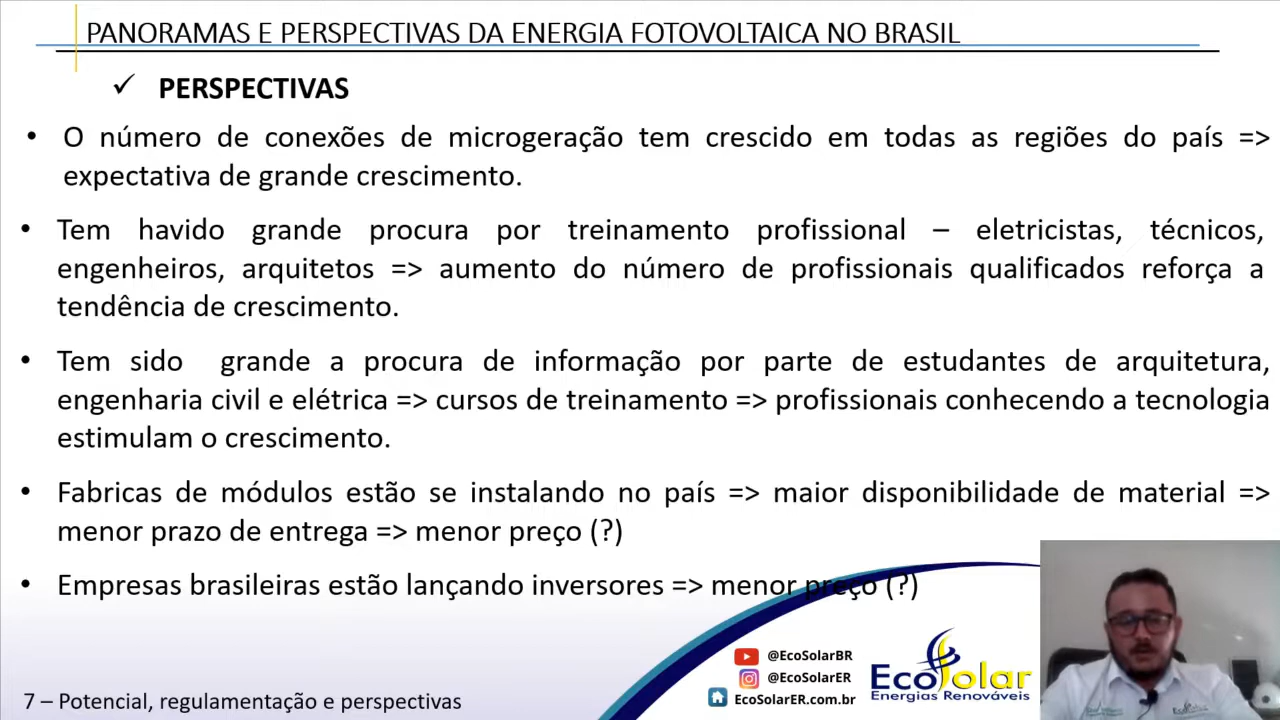 PANORAMAS E PERSPECTIVAS DA ENERGIA FOTOVOLTAICA NO BRASIL
✓ PERSPECTIVAS
• O número de conexões de microgeração tem crescido em todas as regiões do país =>
expectativa de grande crescimento.
• Tem havido grande procura por treinamento profissional – eletricistas, técnicos,
engenheiros, arquitetos => aumento do número de profissionais qualificados reforça a
tendência de crescimento.
• Tem sido grande a procura de informação por parte de estudantes de arquitetura,
engenharia civil e elétrica => cursos de treinamento => profissionais conhecendo a tecnologia
estimulam o crescimento.
• Fabricas de módulos estão se instalando no país => maior disponibilidade de material =>
menor prazo de entrega => menor preço (?)
• Empresas brasileiras estão lançando inversores => menor preço (?)
@EcoSolarBR
@EcoSolarER
EcoSolarER.com.br
EcoSolar
Energias Renováveis
7 – Potencial, regulamentação e perspectivas